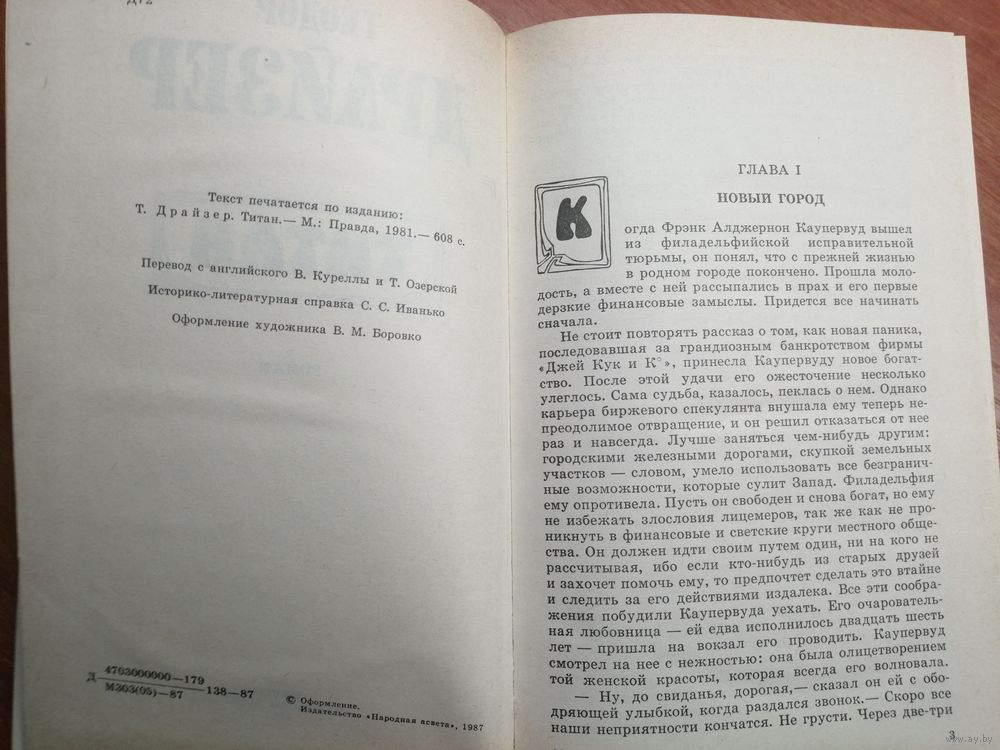 Текст печатается по изданию:
Т. Драйзер. Титан.— М.: Правда, 1981.— 608 с.
Перевод с английского В. Куреллы и Т. Озерской
Историко-литературная справка С. С. Иванько
Оформление художника В. М. Боровко
Д 4703000000—179
М303(05)—87
138—87
© Оформление.
Издательство «Народная асвета», 1987
ГЛАВА I
НОВЫЙ ГОРОД
К огда Фрэнк Алджернон Каупервуд вышел
из филадельфийской исправительной
тюрьмы, он понял, что с прежней жизнью
в родном городе покончено. Прошла моло-
дость, а вместе с ней рассыпались в прах и его первые
дерзкие финансовые замыслы. Придется все начинать
сначала.
Не стоит повторять рассказ о том, как новая паника,
последовавшая за грандиозным банкротством фирмы
«Джей Кук и К°», принесла Каупервуду новое богат-
ство. После этой удачи его ожесточение несколько
улеглось. Сама судьба, казалось, пеклась о нем. Однако
карьера биржевого спекулянта внушала ему теперь не-
преодолимое отвращение, и он решил отказаться от нее
раз и навсегда. Лучше заняться чем-нибудь другим:
городскими железными дорогами, скупкой земельных
участков — словом, умело использовать все безгранич-
ные возможности, которые сулит Запад. Филадельфия
ему опротивела. Пусть он свободен и снова богат, но ему
не избежать злословия лицемеров, так же как не про-
никнуть в финансовые и светские круги местного обще-
ства. Он должен идти своим путем один, ни на кого не
рассчитывая, ибо если кто-нибудь из старых друзей
и захочет помочь ему, то предпочтет сделать это втайне
и следить за его действиями издалека. Все эти сообра-
жения побудили Каупервуда уехать. Его очарователь-
ная любовница — ей едва исполнилось двадцать шесть
лет — пришла на вокзал его проводить. Каупервуд
смотрел на нее с нежностью: она была олицетворением
той женской красоты, которая всегда его волновала.
— Ну, до свиданья, дорогая,— сказал он ей с обо-
дряющей улыбкой, когда раздался звонок.— Скоро все
наши неприятности кончатся. Не грусти. Через две-три
3
www.ay.by